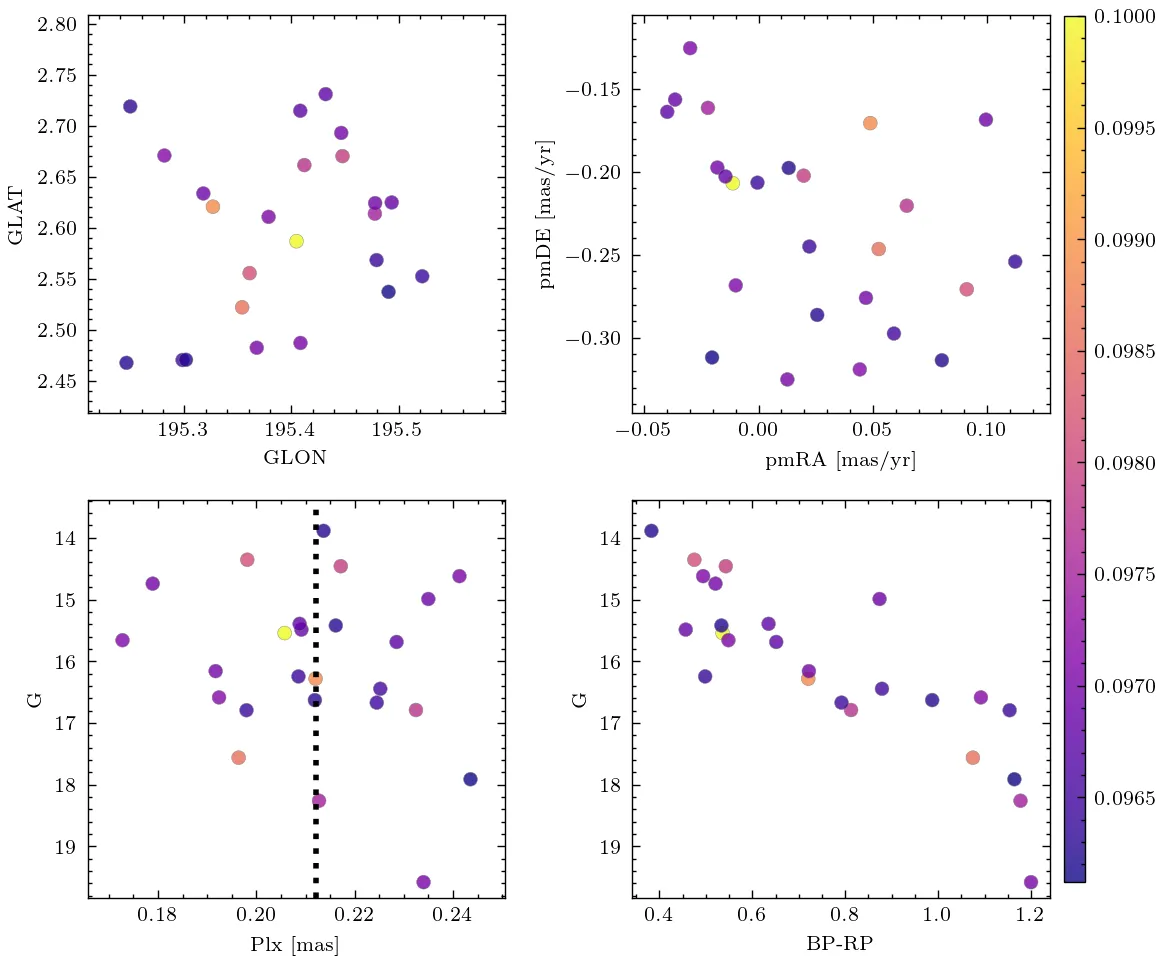 2.80
2.75
2.70
2.65
2.60
2.55
2.50
2.45
GLAT
195.3 195.4 195.5
GLON
−0.15
−0.20
−0.25
−0.30
pmDE [mas/yr]
−0.05 0.00 0.05 0.10
pmRA [mas/yr]
0.1000
0.0995
0.0990
0.0985
0.0980
0.0975
0.0970
0.0965
14
15
16
17
18
19
G
0.18 0.20 0.22 0.24
Plx [mas]
14
15
16
17
18
19
G
0.4 0.6 0.8 1.0 1.2
BP-RP